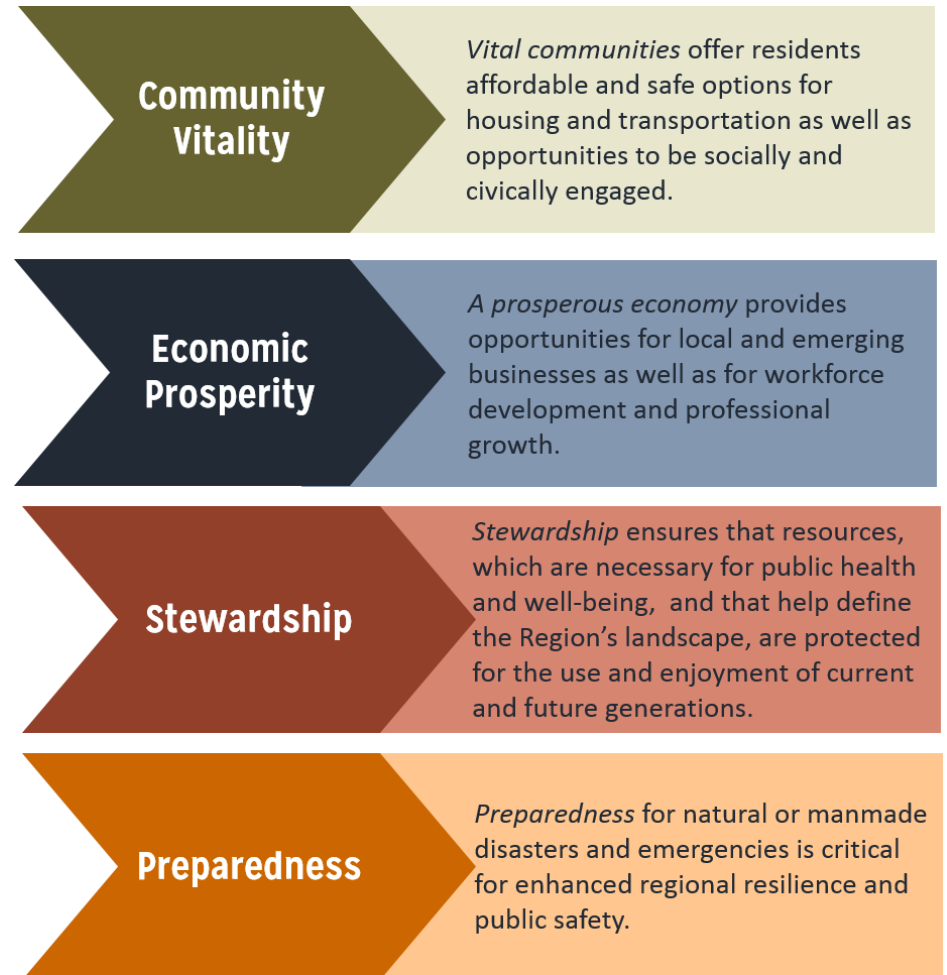 Community
Vitality
Vital communities offer residents
affordable and safe options for
housing and transportation as well as
opportunities to be socially and
civically engaged.
Economic
Prosperity
A prosperous economy provides
opportunities for local and emerging
businesses as well as for workforce
development and professional
growth.
Stewardship
Stewardship ensures that resources,
which are necessary for public health
and well-being,  and that help define
the Region’s landscape, are protected
for the use and enjoyment of current
and future generations.
Preparedness
Preparedness for natural or manmade
disasters and emergencies is critical
for enhanced regional resilience and
public safety.